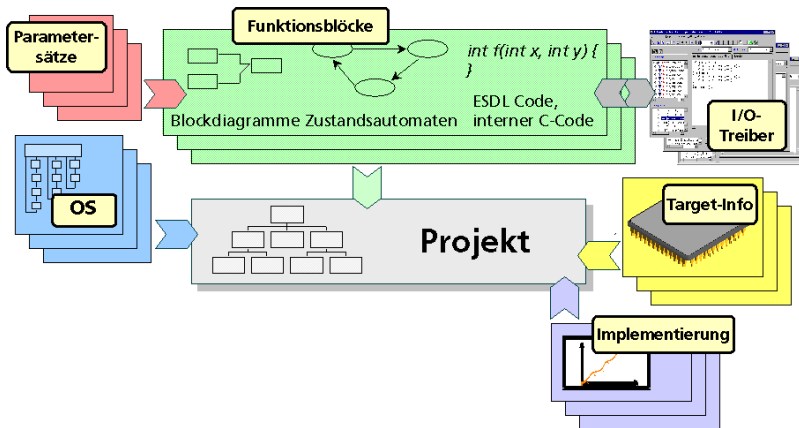 Parameter-
sätze
Funktionsblöcke
int f(int x, int y) {
}
Blockdiagramme Zustandsautomaten
ESDL Code,
interner C-Code
I/O-
Treiber
OS
Projekt
Target-Info
Implementierung